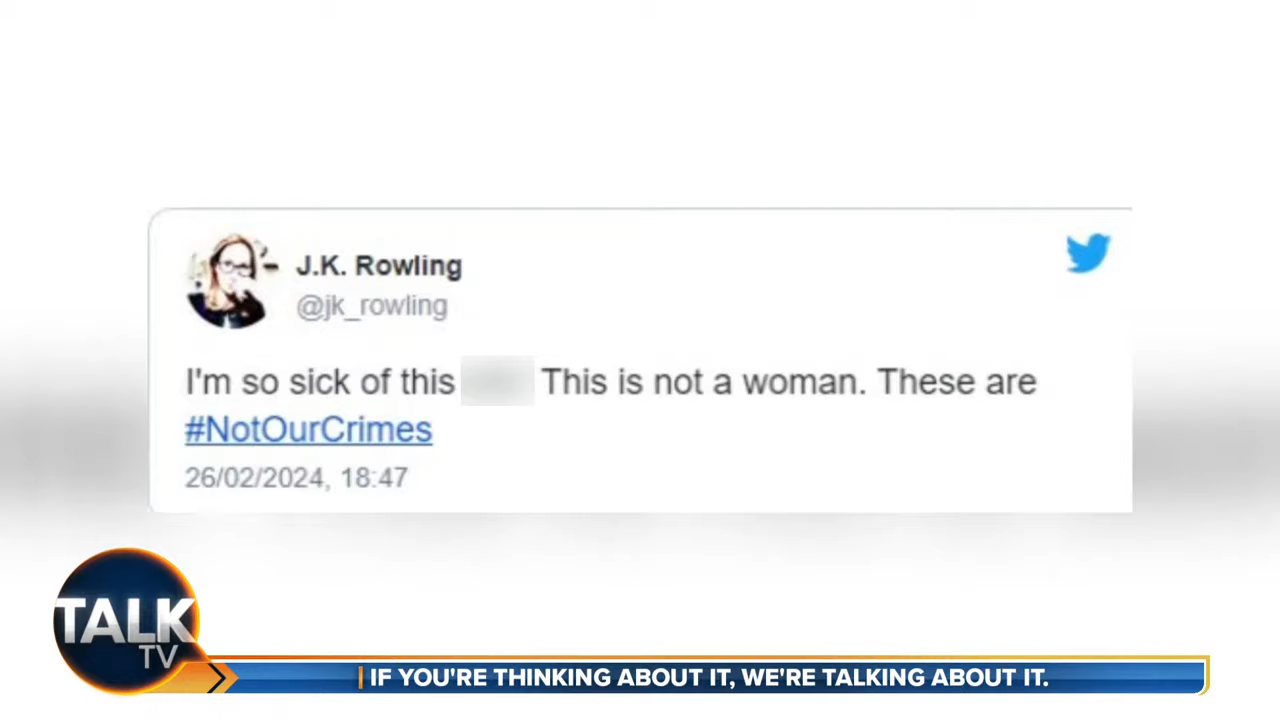 J.K. Rowling
@jk_rowling
I'm so sick of this This is not a woman. These are
#NotOurCrimes
26/02/2024, 18:47
TALK
TV
IF YOU'RE THINKING ABOUT IT, WE'RE TALKING ABOUT IT.